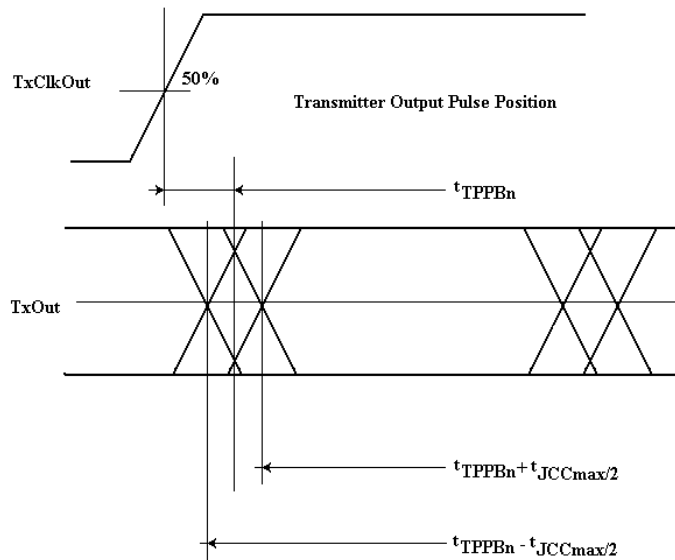 TxClkOut
50%
Transmitter Output Pulse Position
tTPPBn
TxOut
tTPPBn + tJCCmax/2
tTPPBn - tJCCmax/2